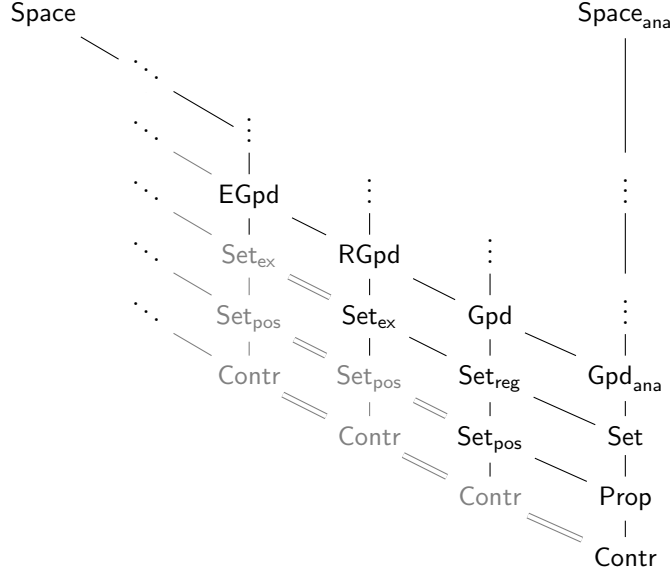 Space Space_ana
⋱
⋱ ⋮
⋱ EGpd ⋮
Set_ex RGpd ⋮
⋱ Set_pos Set_ex Gpd ⋮
⋱ Contr Set_pos Set_reg Gpd_ana
Contr Set_pos Set
Contr Prop
Contr